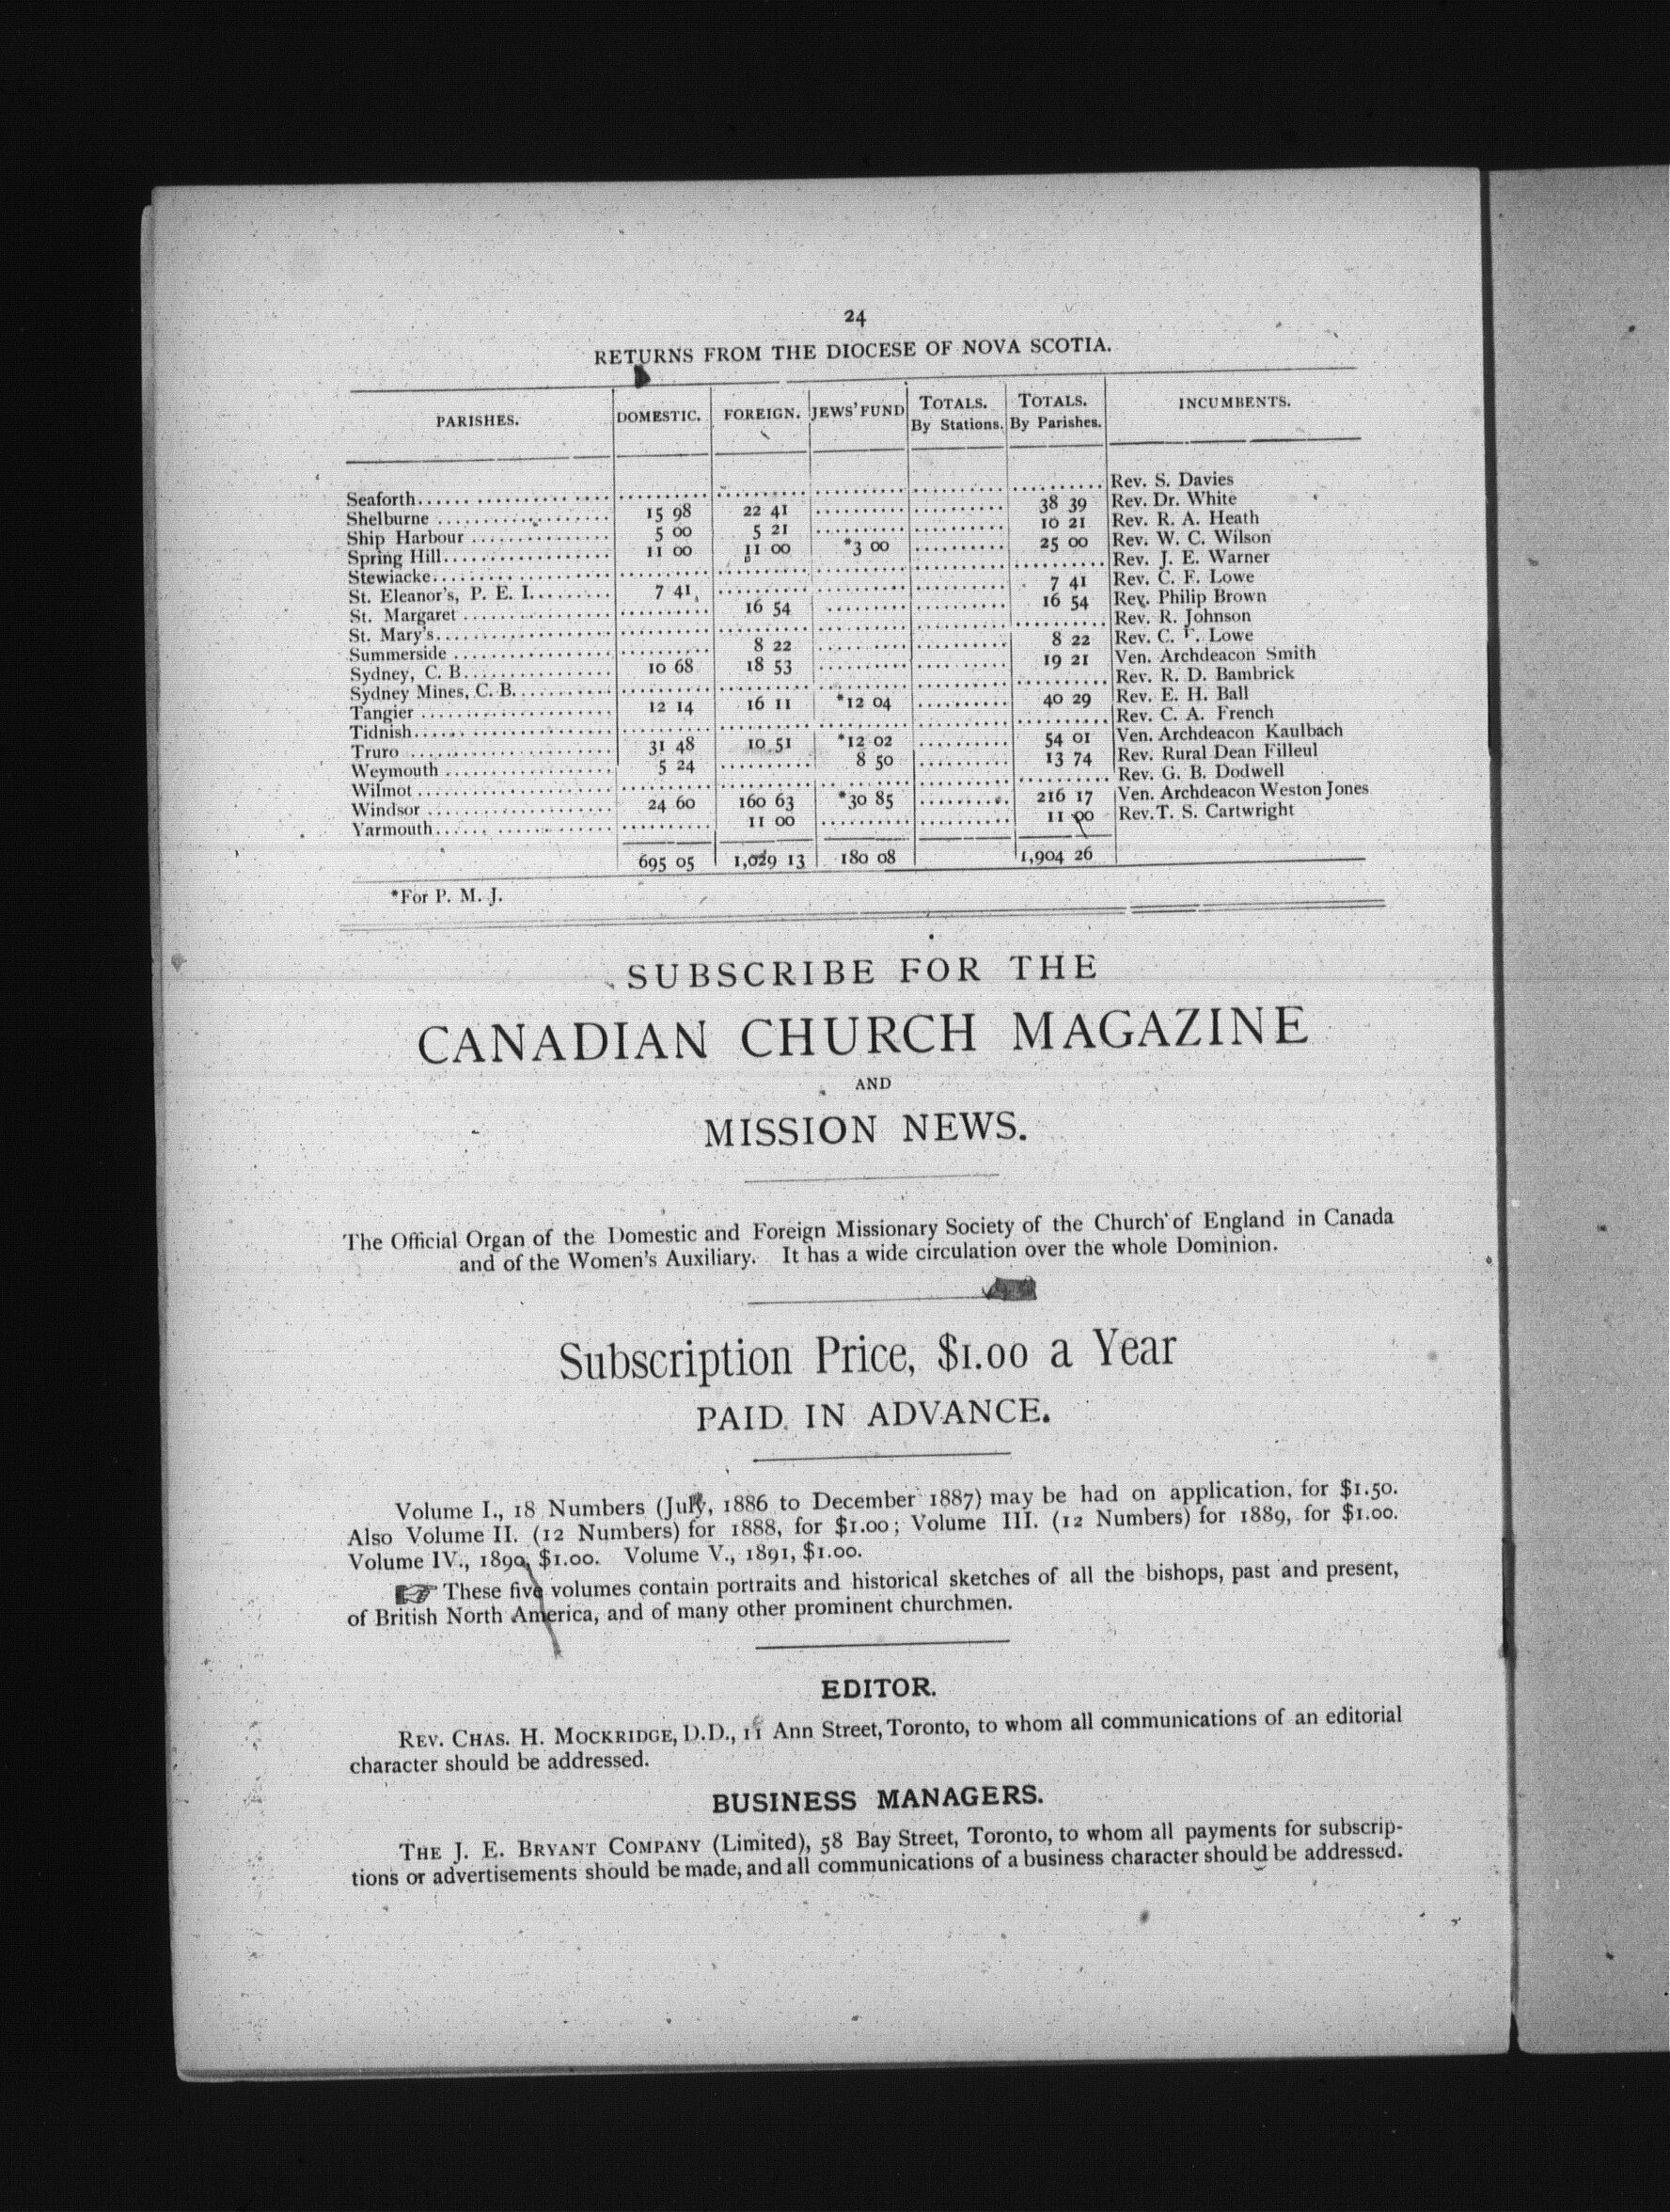 24
RETURNS FROM THE DIOCESE OF NOVA SCOTIA.
PARISHES. DOMESTIC. FOREIGN. JEWS' FUND TOTALS. By Stations. TOTALS. By Parishes. INCUMBENTS.
Seaforth.................. .......... .......... .......... .......... .......... Rev. S. Davies
Shelburne .................. 15 98 22 41 .......... .......... 38 39 Rev. Dr. White
Ship Harbour .................. 5 00 5 21 .......... .......... 10 21 Rev. R. A. Heath
Spring Hill.................. 11 00 11 00 *3 00 .......... 25 00 Rev. W. C. Wilson
Stewiacke.................. .......... .......... .......... .......... .......... Rev. J. E. Warner
St. Eleanor's, P. E. I......... 7 41 .......... .......... .......... 7 41 Rev. C. F. Lowe
St. Margaret .................. .......... 16 54 .......... .......... 16 54 Rev. Philip Brown
St. Mary's.................. .......... .......... .......... .......... .......... Rev. R. Johnson
Summerside .................. .......... 8 22 .......... .......... 8 22 Rev. C. F. Lowe
Sydney, C. B.................. 10 68 18 53 .......... .......... 19 21 Ven. Archdeacon Smith
Sydney Mines, C. B............ .......... .......... .......... .......... .......... Rev. R. D. Bambrick
Tangier .................. 12 14 16 11 *12 04 .......... 40 29 Rev. E. H. Ball
Tidnish.................. .......... .......... .......... .......... .......... Rev. C. A. French
Truro .................. 31 48 10 51 *12 02 .......... 54 01 Ven. Archdeacon Kaulbach
Weymouth .................. 5 24 .......... 8 50 .......... 13 74 Rev. Rural Dean Filleul
Wilmot .................. .......... .......... .......... .......... .......... Rev. G. B. Dodwell
Windsor .................. 24 60 160 63 *30 85 .......... 216 17 Ven. Archdeacon Weston Jones
Yarmouth.................. .......... 11 00 .......... .......... 11 00 Rev. T. S. Cartwright
695 05 1,029 13 180 08 1,904 26
*For P. M. J.
SUBSCRIBE FOR THE
CANADIAN CHURCH MAGAZINE
AND
MISSION NEWS.
The Official Organ of the Domestic and Foreign Missionary Society of the Church of England in Canada
and of the Women's Auxiliary. It has a wide circulation over the whole Dominion.
Subscription Price, $1.00 a Year
PAID IN ADVANCE.
Volume I., 18 Numbers (July, 1886 to December 1887) may be had on application, for $1.50.
Also Volume II. (12 Numbers) for 1888, for $1.00; Volume III. (12 Numbers) for 1889, for $1.00.
Volume IV., 1890, $1.00. Volume V., 1891, $1.00.
☞ These five volumes contain portraits and historical sketches of all the bishops, past and present,
of British North America, and of many other prominent churchmen.
EDITOR.
REV. CHAS. H. MOCKRIDGE, D.D., 11 Ann Street, Toronto, to whom all communications of an editorial
character should be addressed.
BUSINESS MANAGERS.
THE J. E. BRYANT COMPANY (Limited), 58 Bay Street, Toronto, to whom all payments for subscrip-
tions or advertisements should be made, and all communications of a business character should be addressed.